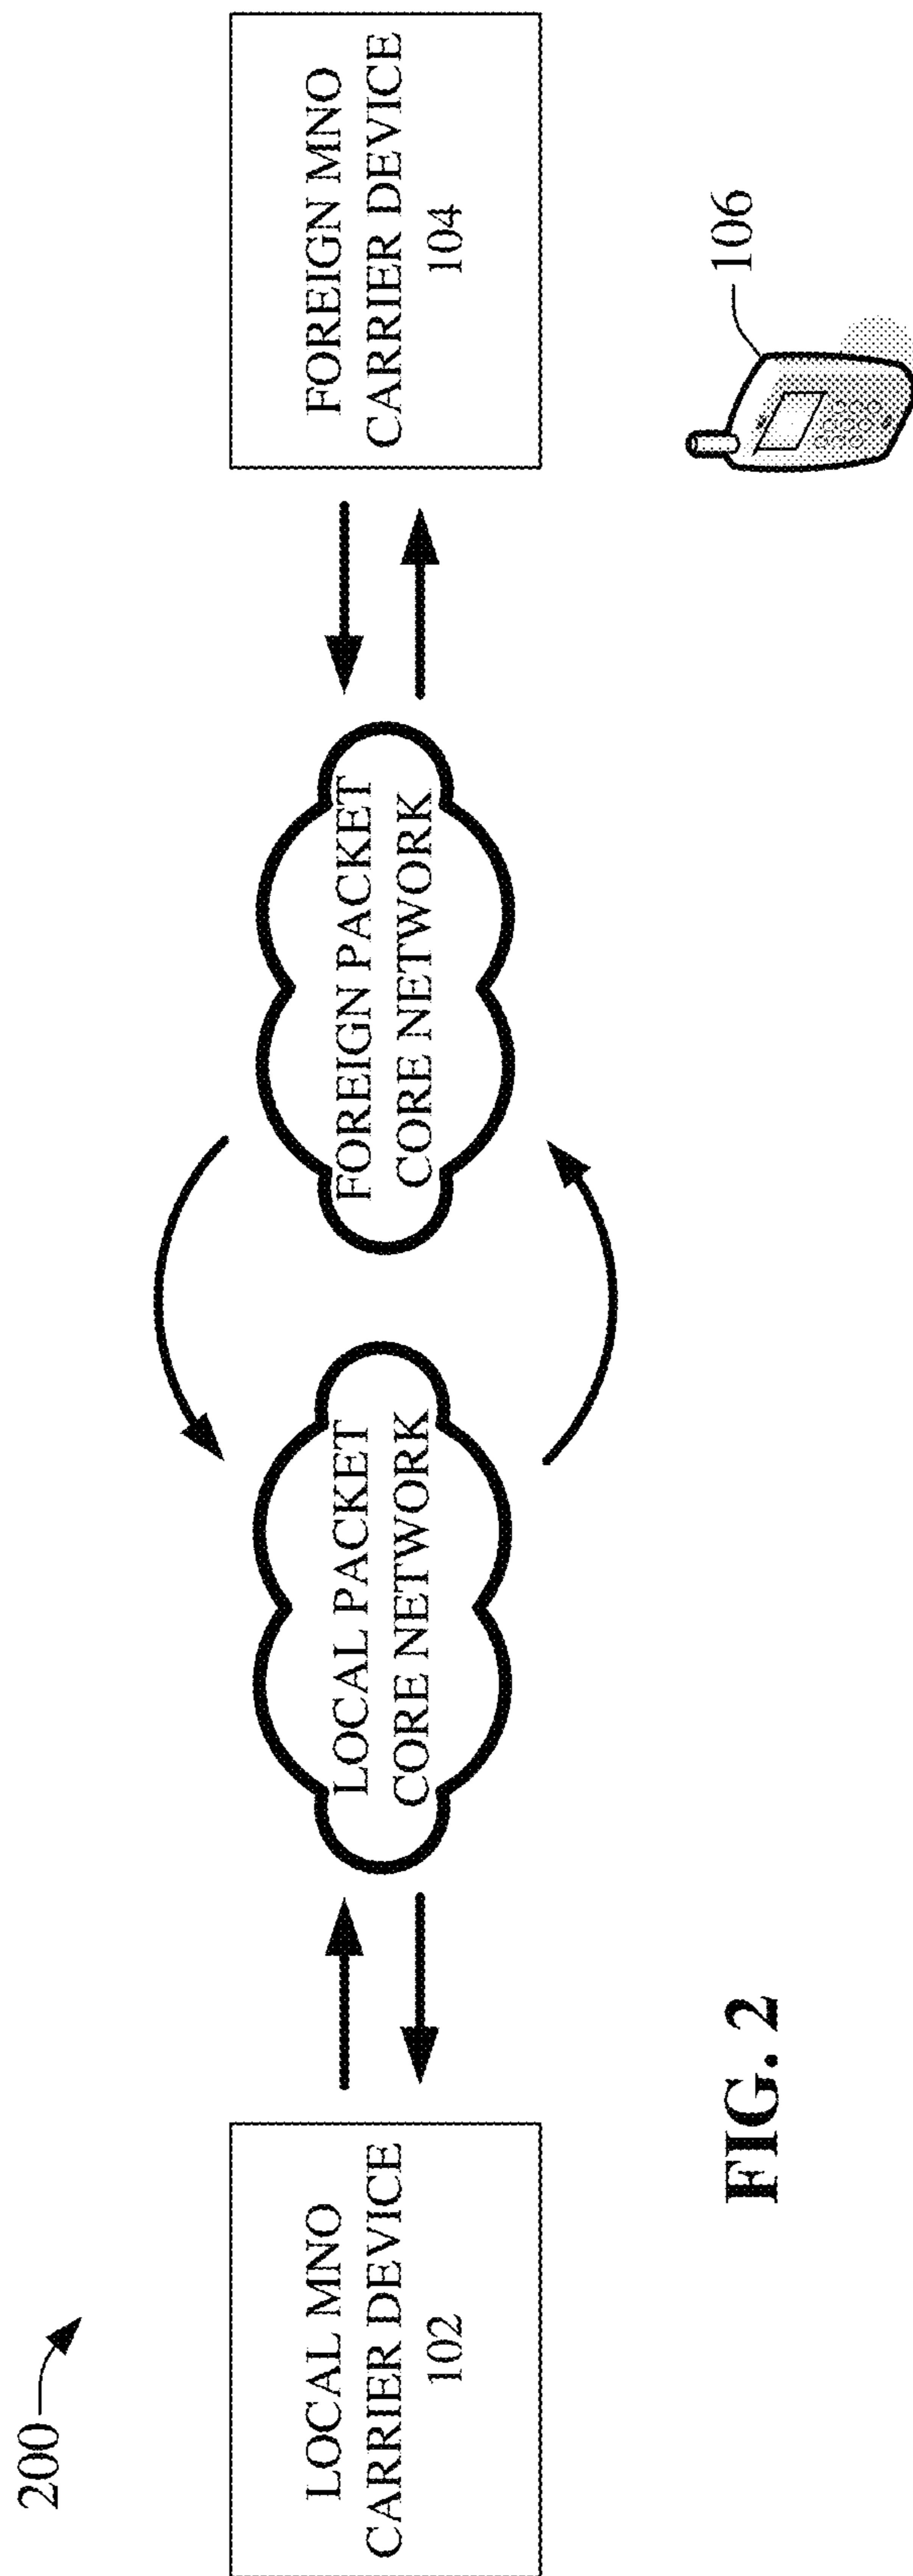 200
LOCAL MNO
CARRIER DEVICE
102
LOCAL PACKET
CORE NETWORK
FOREIGN PACKET
CORE NETWORK
FOREIGN MNO
CARRIER DEVICE
104
106
FIG. 2